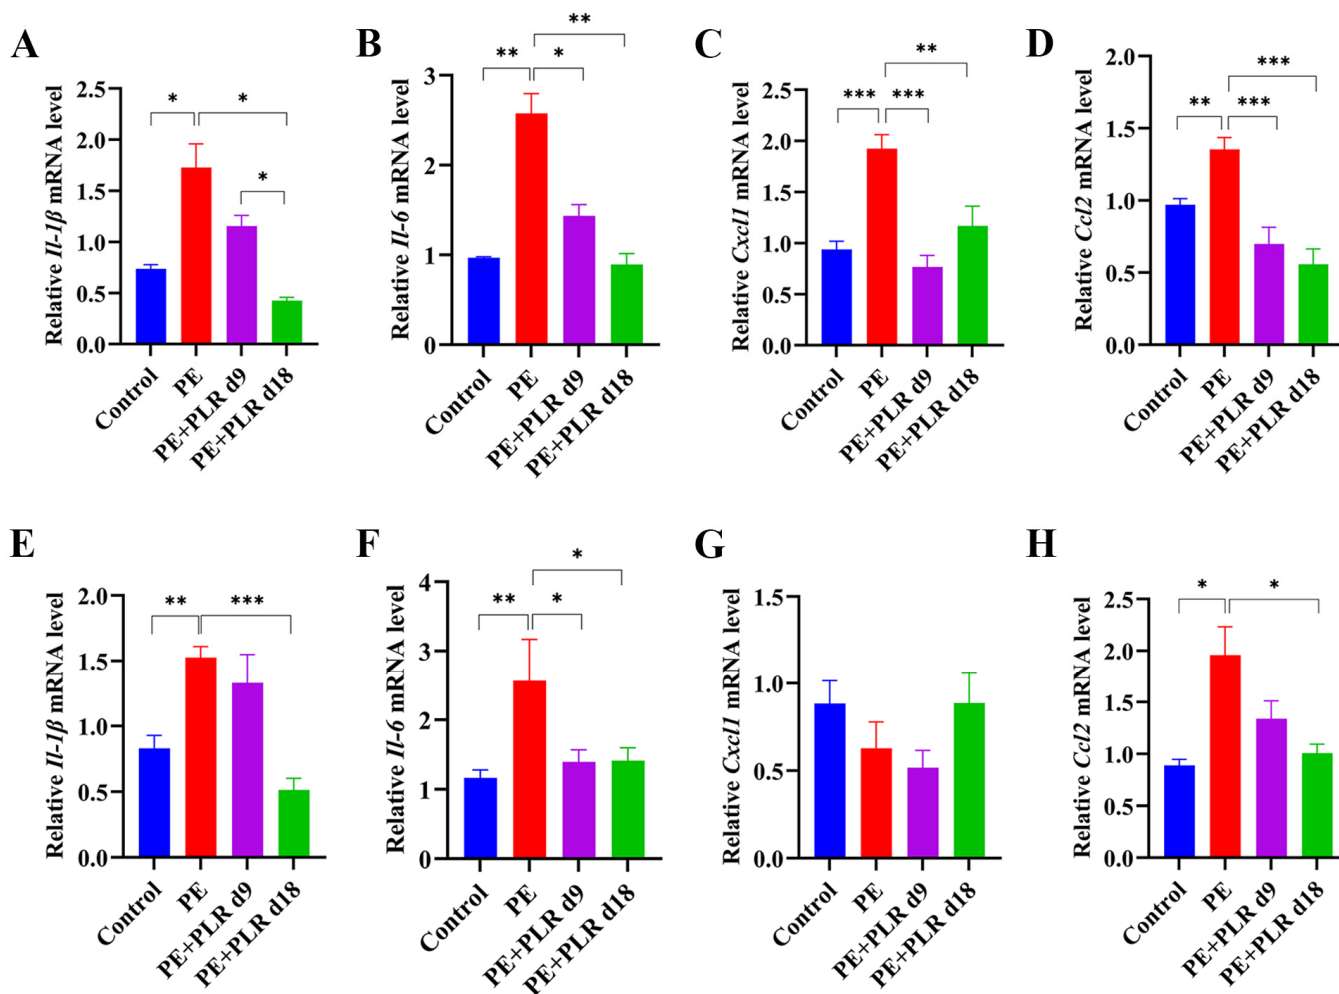 A
Relative Il-1β mRNA level
2.5
2.0
1.5
1.0
0.5
0.0
*
*
*
Control
PE
PE+PLR d9
PE+PLR d18
B
Relative Il-6 mRNA level
3
2
1
0
**
**
*
Control
PE
PE+PLR d9
PE+PLR d18
C
Relative Cxcl1 mRNA level
2.5
2.0
1.5
1.0
0.5
0.0
**
***
***
Control
PE
PE+PLR d9
PE+PLR d18
D
Relative Ccl2 mRNA level
2.0
1.5
1.0
0.5
0.0
***
**
***
Control
PE
PE+PLR d9
PE+PLR d18
E
Relative Il-1β mRNA level
2.0
1.5
1.0
0.5
0.0
**
***
Control
PE
PE+PLR d9
PE+PLR d18
F
Relative Il-6 mRNA level
4
3
2
1
0
*
**
*
Control
PE
PE+PLR d9
PE+PLR d18
G
Relative Cxcl1 mRNA level
1.5
1.0
0.5
0.0
Control
PE
PE+PLR d9
PE+PLR d18
H
Relative Ccl2 mRNA level
2.5
2.0
1.5
1.0
0.5
0.0
*
*
Control
PE
PE+PLR d9
PE+PLR d18